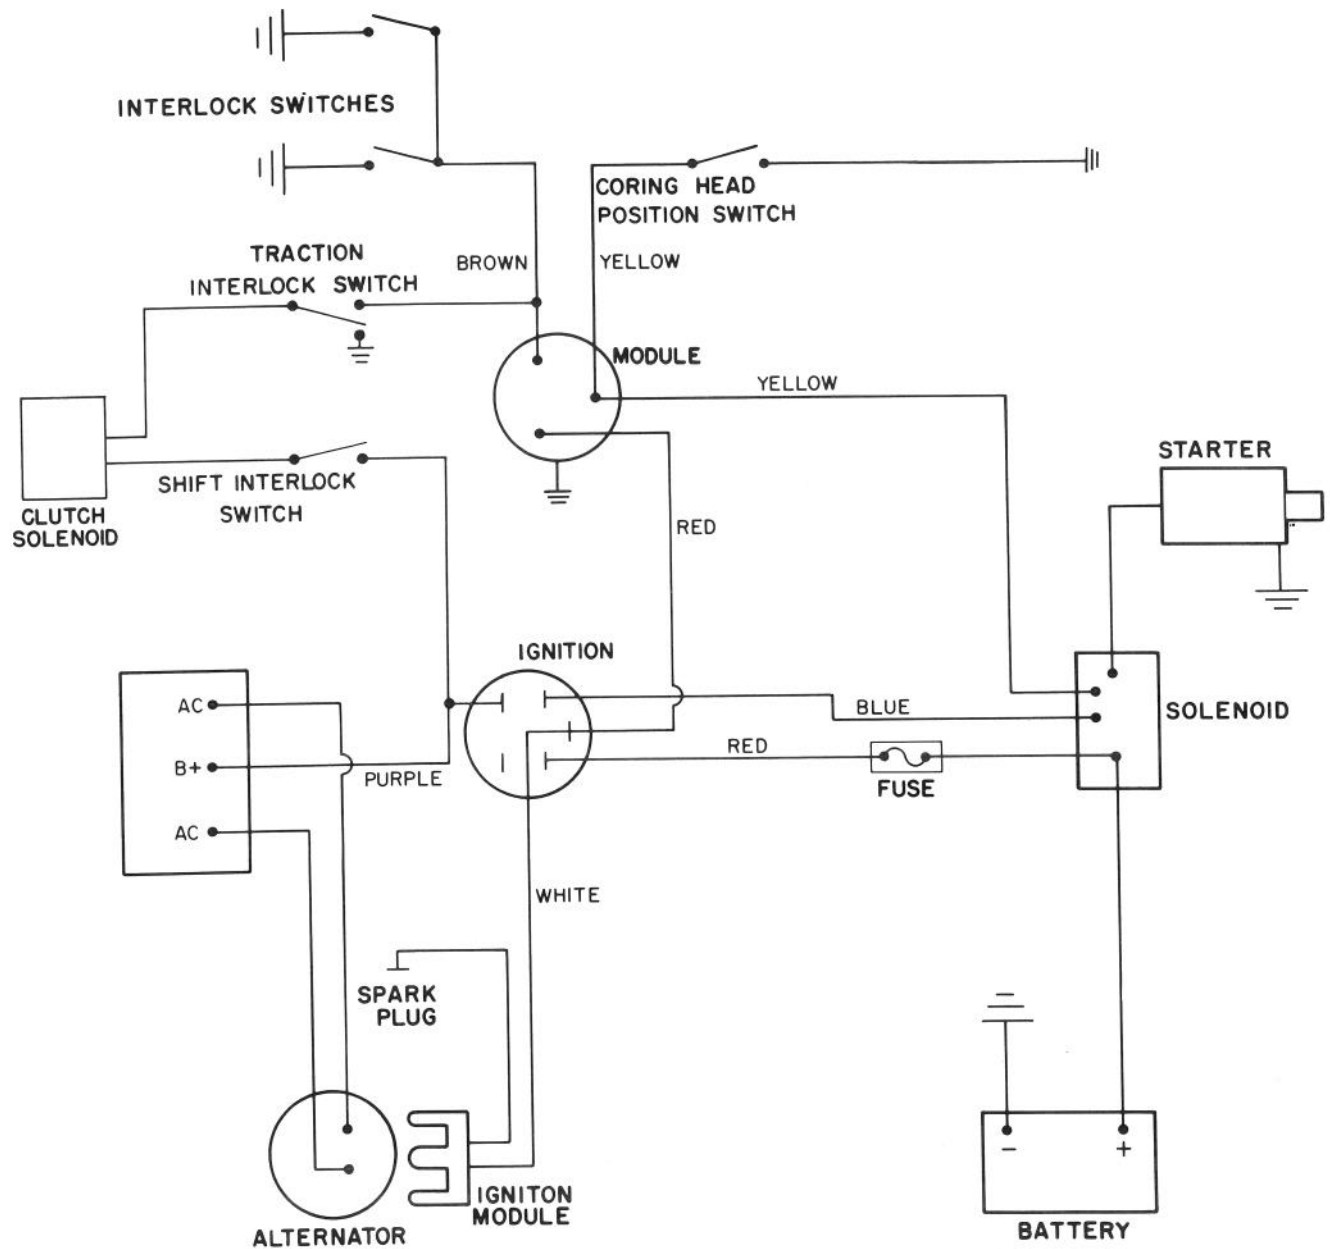 INTERLOCK SWITCHES
CORING HEAD
POSITION SWITCH
TRACTION
INTERLOCK SWITCH
BROWN
YELLOW
MODULE
YELLOW
STARTER
SHIFT INTERLOCK
SWITCH
CLUTCH
SOLENOID
RED
IGNITION
AC
BLUE
SOLENOID
RED
B+
PURPLE
FUSE
AC
WHITE
SPARK
PLUG
- +
IGNITON
MODULE
ALTERNATOR
BATTERY